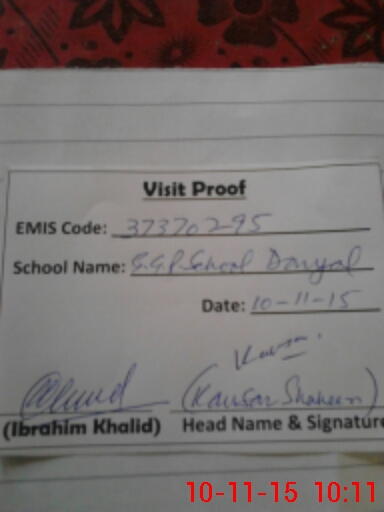 Visit Proof
EMIS Code: 37370295
School Name: G.G.P. School Danyal
Date: 10-11-15
(Kausar Shaheen)
(Ibrahim Khalid) Head Name & Signature
10-11-15 10:11